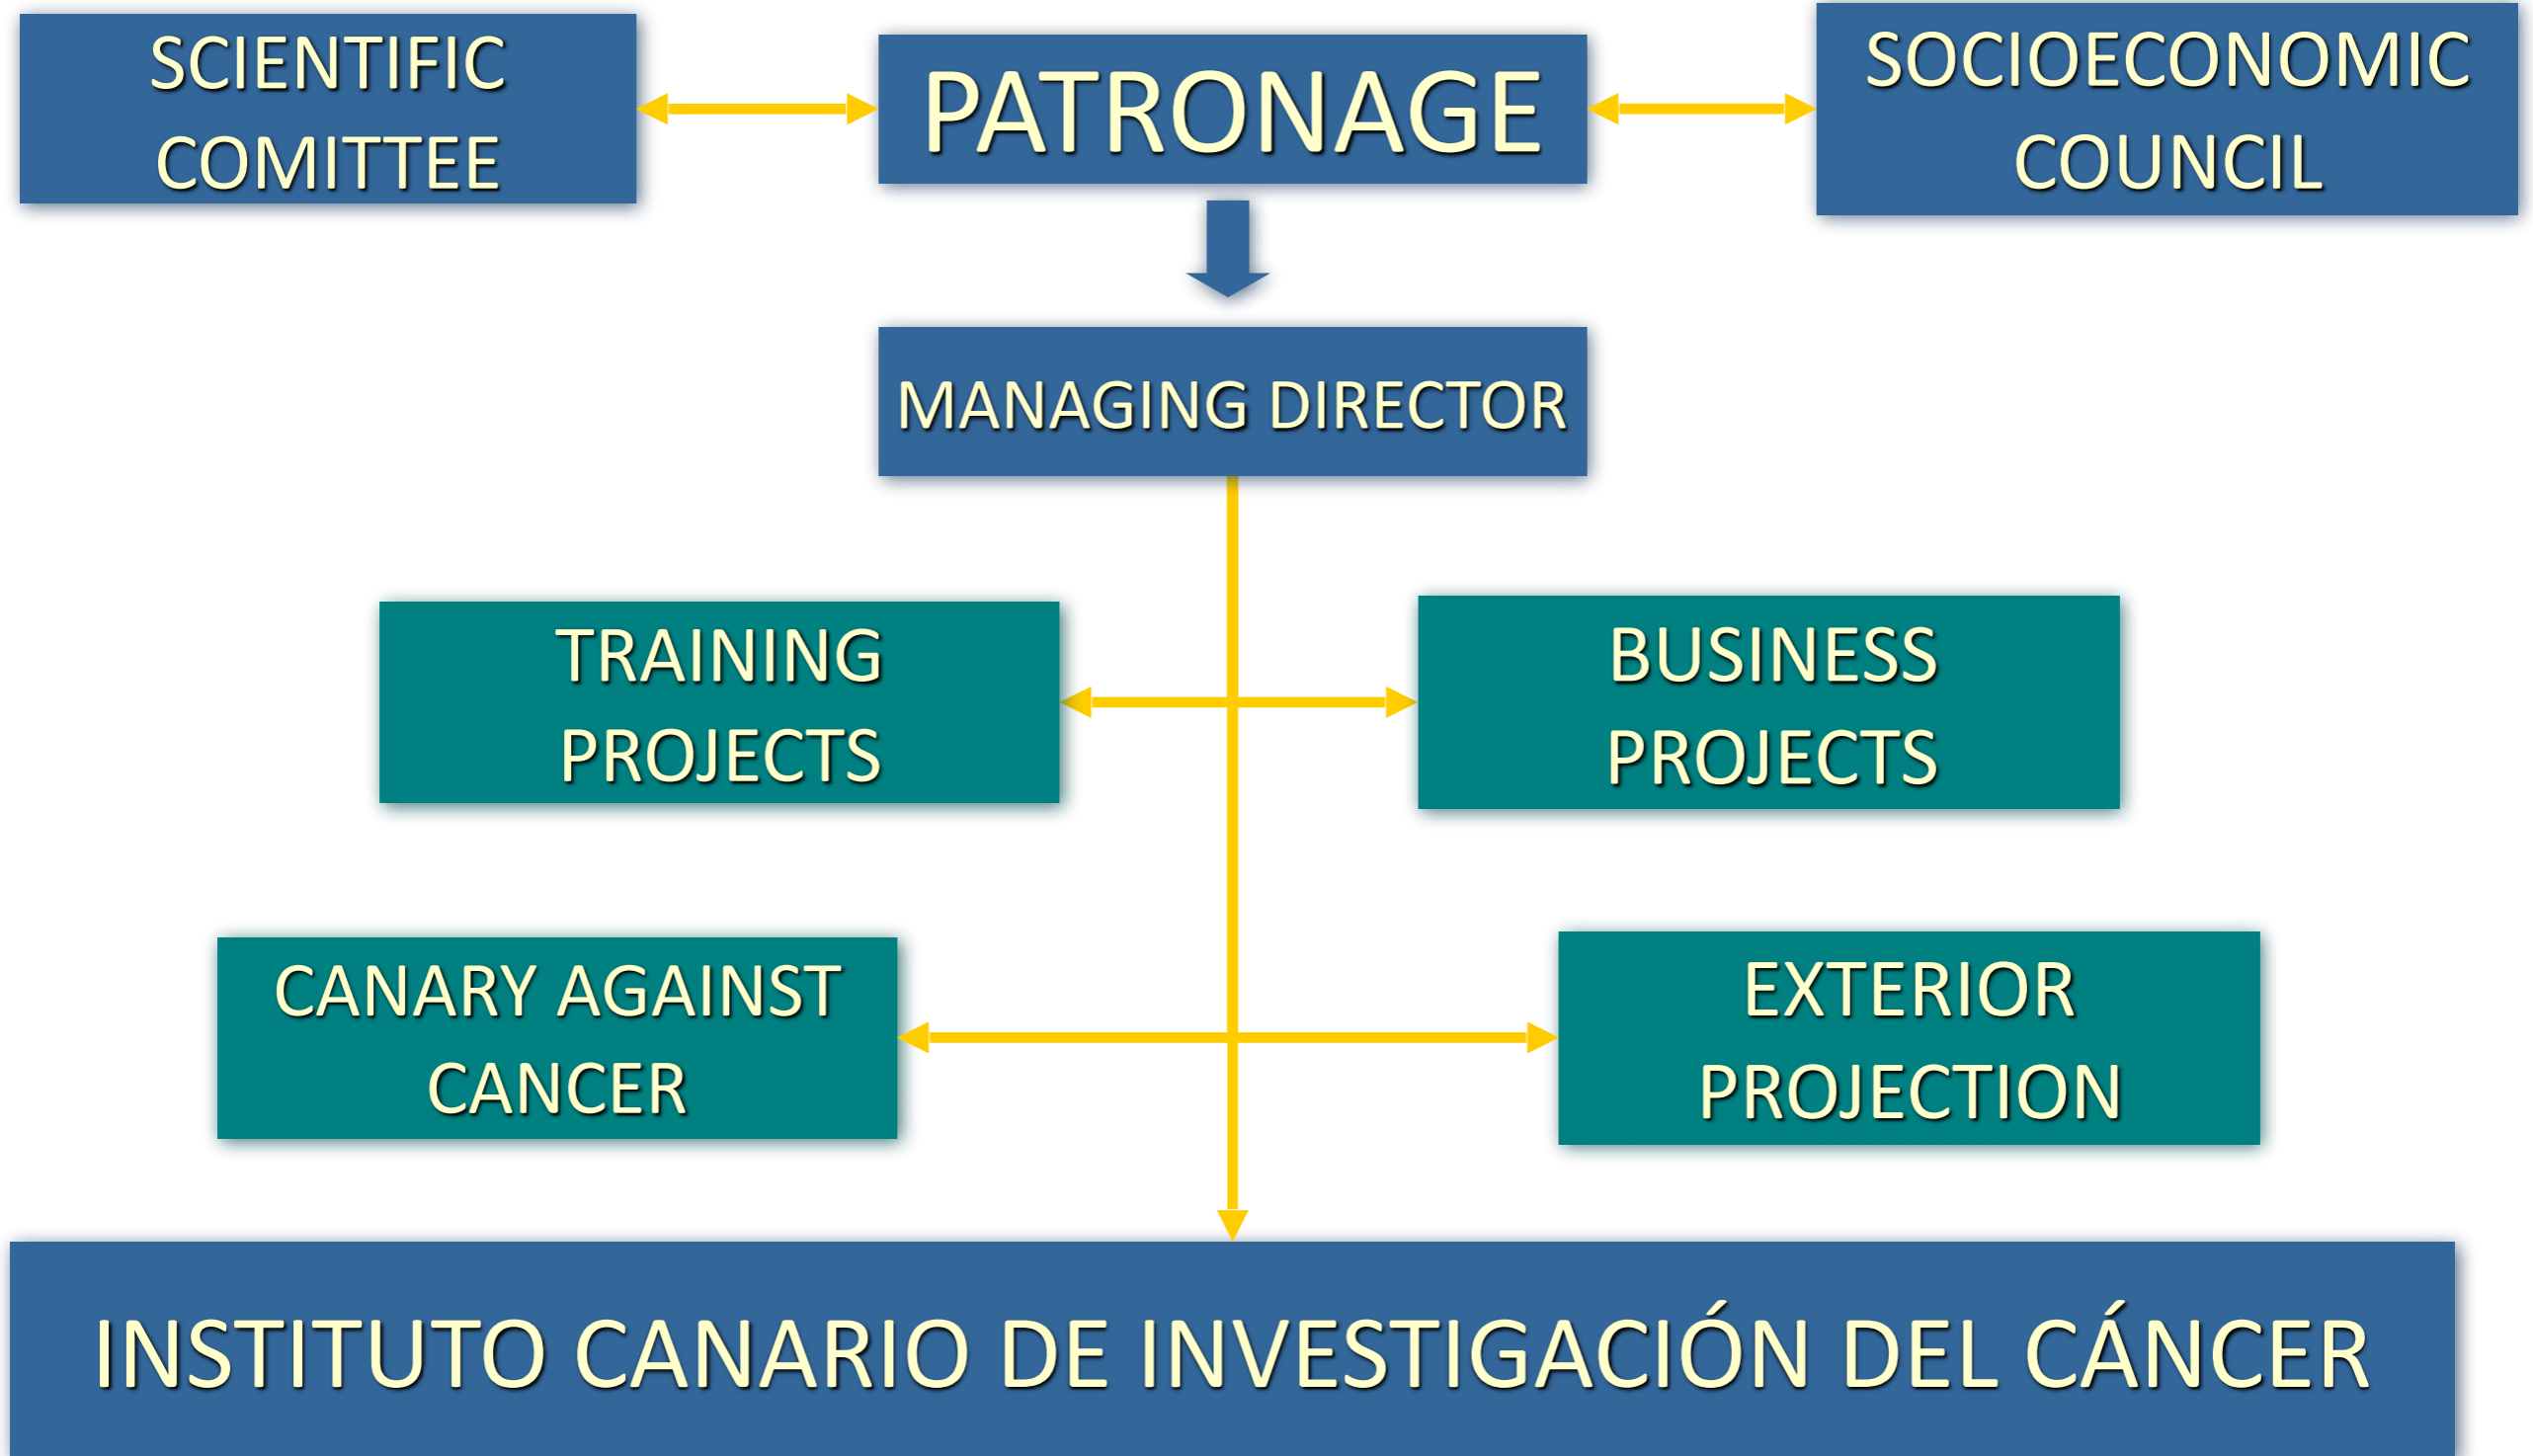 SCIENTIFIC
COMITTEE
PATRONAGE
SOCIOECONOMIC
COUNCIL
MANAGING DIRECTOR
TRAINING
PROJECTS
BUSINESS
PROJECTS
CANARY AGAINST
CANCER
EXTERIOR
PROJECTION
INSTITUTO CANARIO DE INVESTIGACIÓN DEL CÁNCER